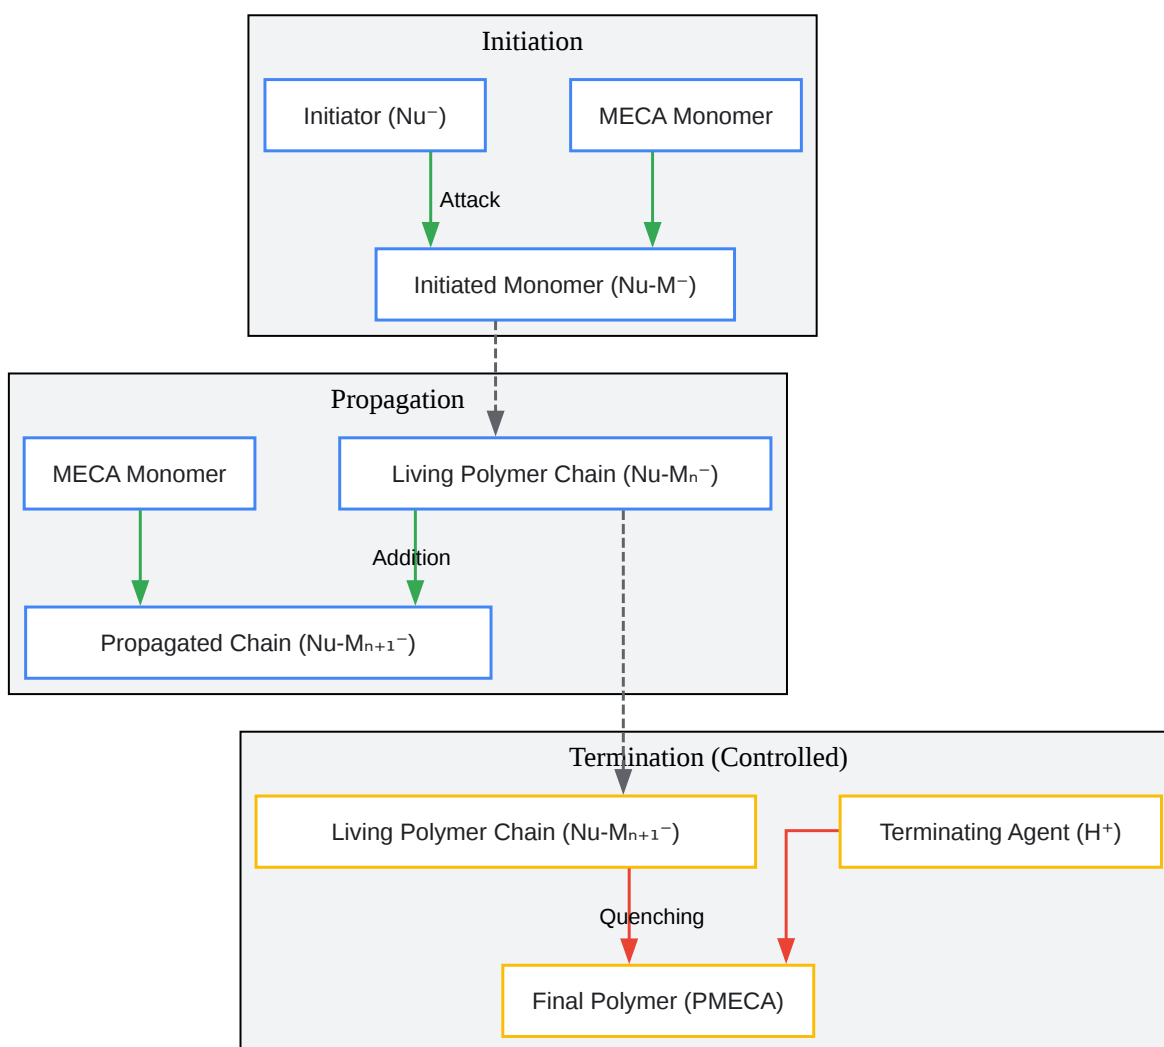 Initiation
Initiator (Nu⁻)
MECA Monomer
Attack
Initiated Monomer (Nu-M⁻)
Propagation
MECA Monomer
Living Polymer Chain (Nu-Mₙ⁻)
Addition
Propagated Chain (Nu-Mₙ₊₁⁻)
Termination (Controlled)
Living Polymer Chain (Nu-Mₙ₊₁⁻)
Terminating Agent (H⁺)
Quenching
Final Polymer (PMECA)